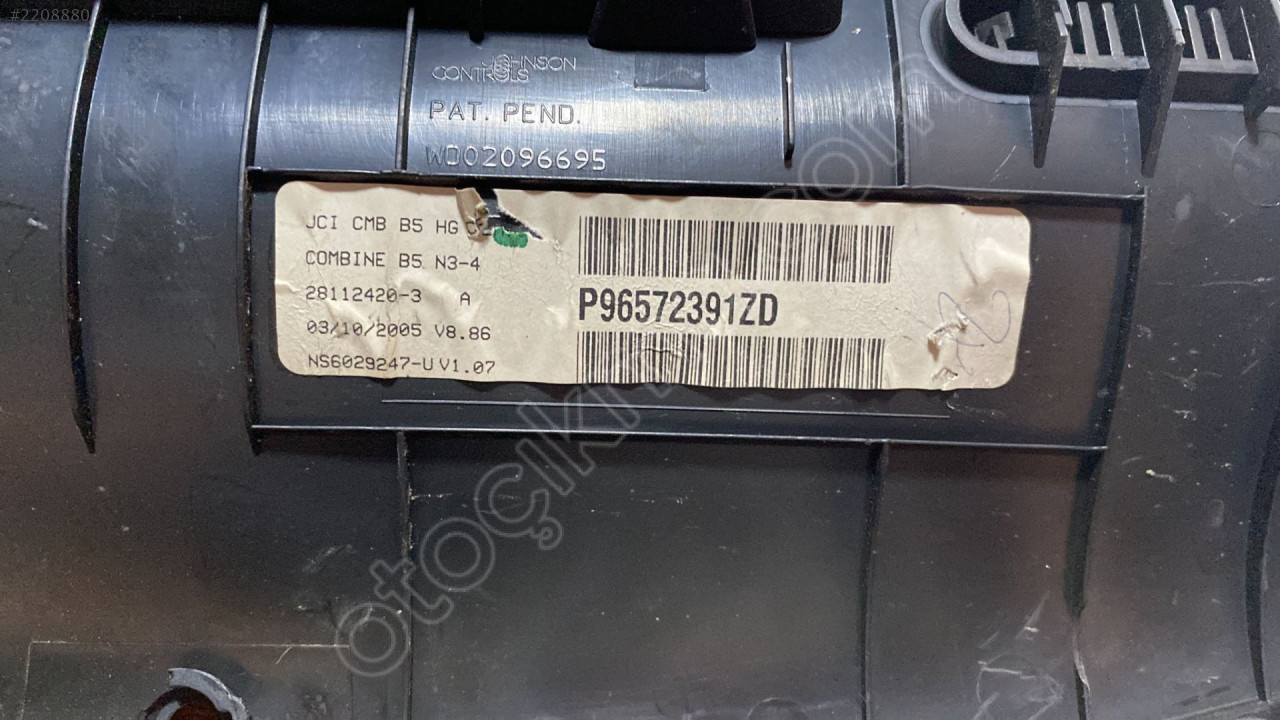 #2208880
JOHNSON
CONTROLS
PAT. PEND.
WO02096695
JCI CMB B5 HG
COMBINE B5 N3-4
28112420-3 A
03/10/2005 V8.86
NS6029247-U V1.07
P96572391ZD
otoçıkma.com